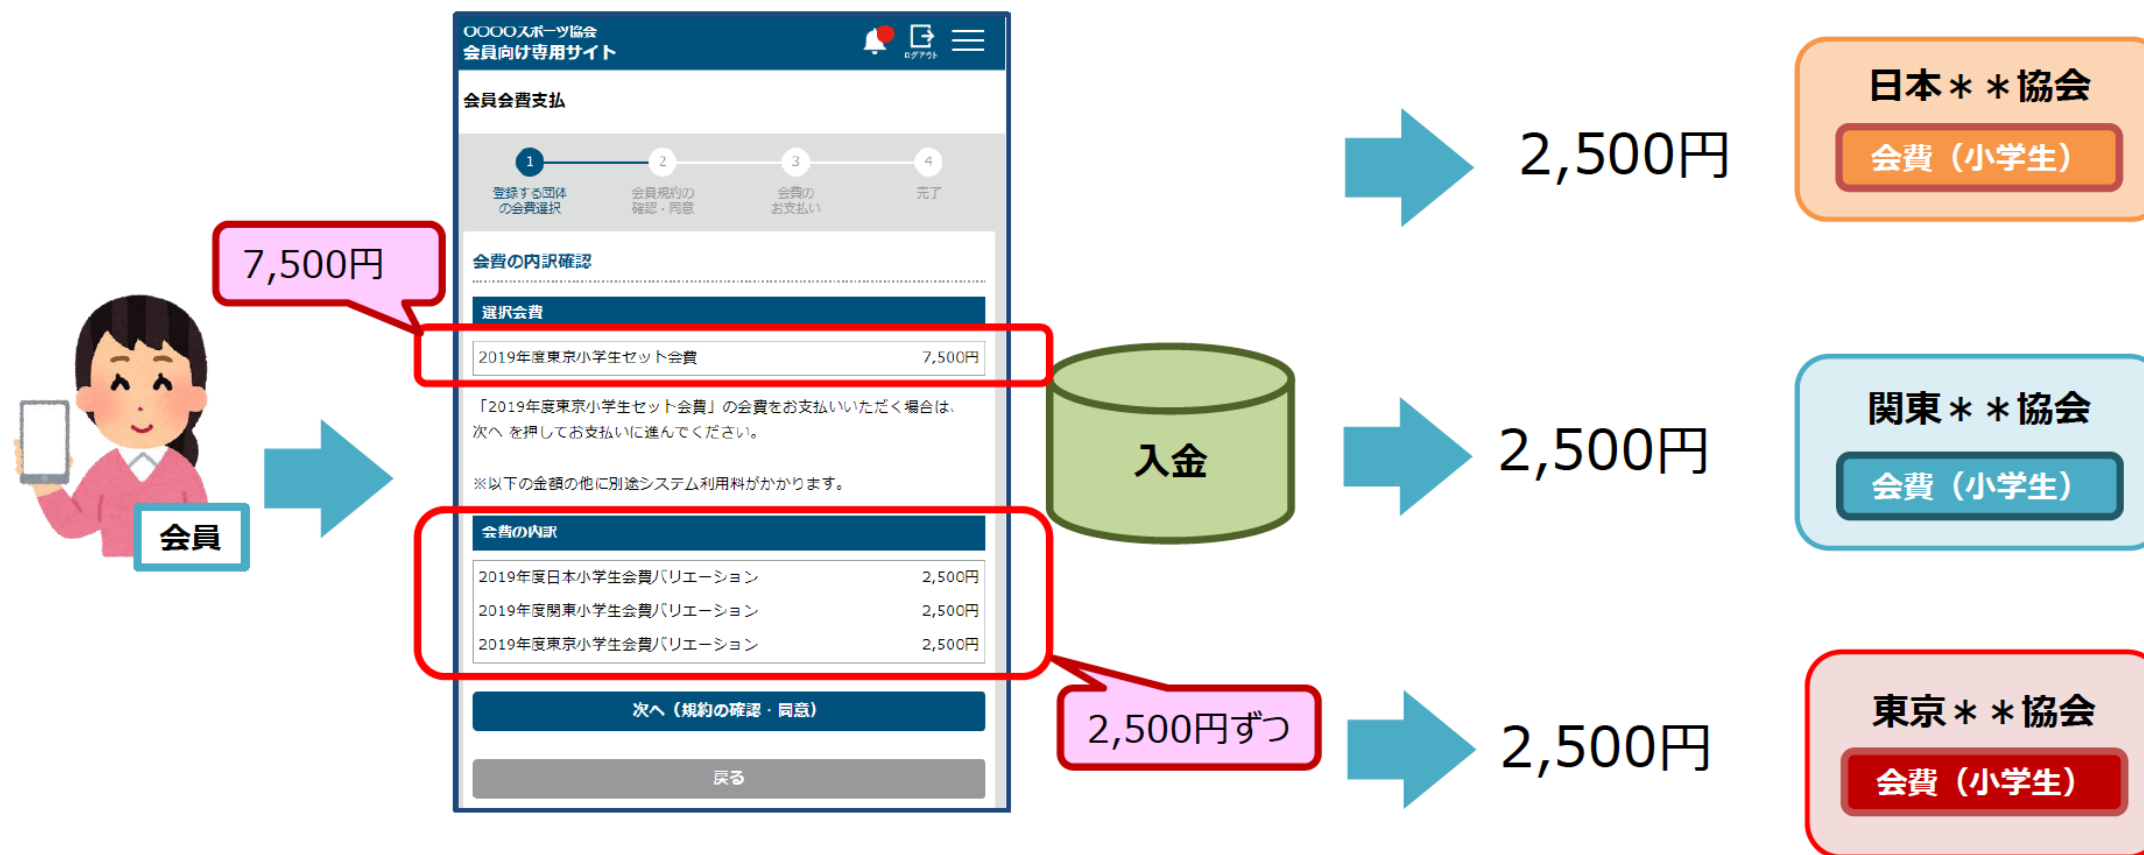 〇〇〇〇スポーツ協会
会員向け専用サイト
ログアウト
会員会費支払
1
2
3
4
登録する団体
の会費選択
会員規約の
確認・同意
会費の
お支払い
完了
7,500円
会費の内訳確認
選択会費
2019年度東京小学生セット会費 7,500円
「2019年度東京小学生セット会費」の会費をお支払いいただく場合は、
次へ を押してお支払いに進んでください。
※以下の金額の他に別途システム利用料がかかります。
会費の内訳
2019年度日本小学生会費バリエーション 2,500円
2019年度関東小学生会費バリエーション 2,500円
2019年度東京小学生会費バリエーション 2,500円
次へ（規約の確認・同意）
戻る
会員
入金
2,500円ずつ
2,500円
日本＊＊協会
会費（小学生）
2,500円
関東＊＊協会
会費（小学生）
2,500円
東京＊＊協会
会費（小学生）